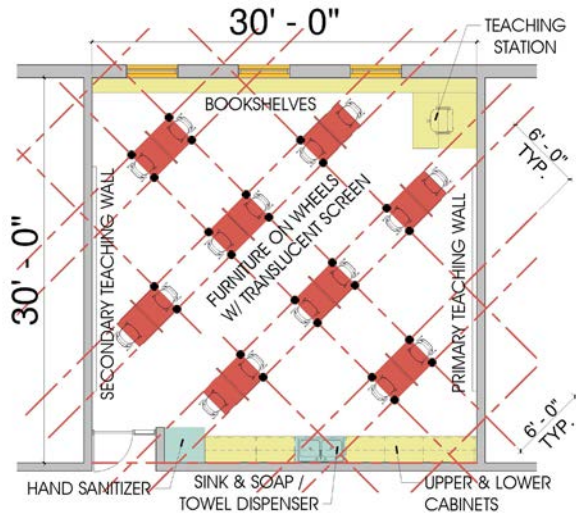 30' - 0"
TEACHING
STATION
BOOKSHELVES
6' - 0"
TYP.
30' - 0"
SECONDARY TEACHING WALL
FURNITURE ON WHEELS
W/ TRANSLUCENT SCREEN
PRIMARY TEACHING WALL
6' - 0"
TYP.
HAND SANITIZER
SINK & SOAP /
TOWEL DISPENSER
UPPER & LOWER
CABINETS